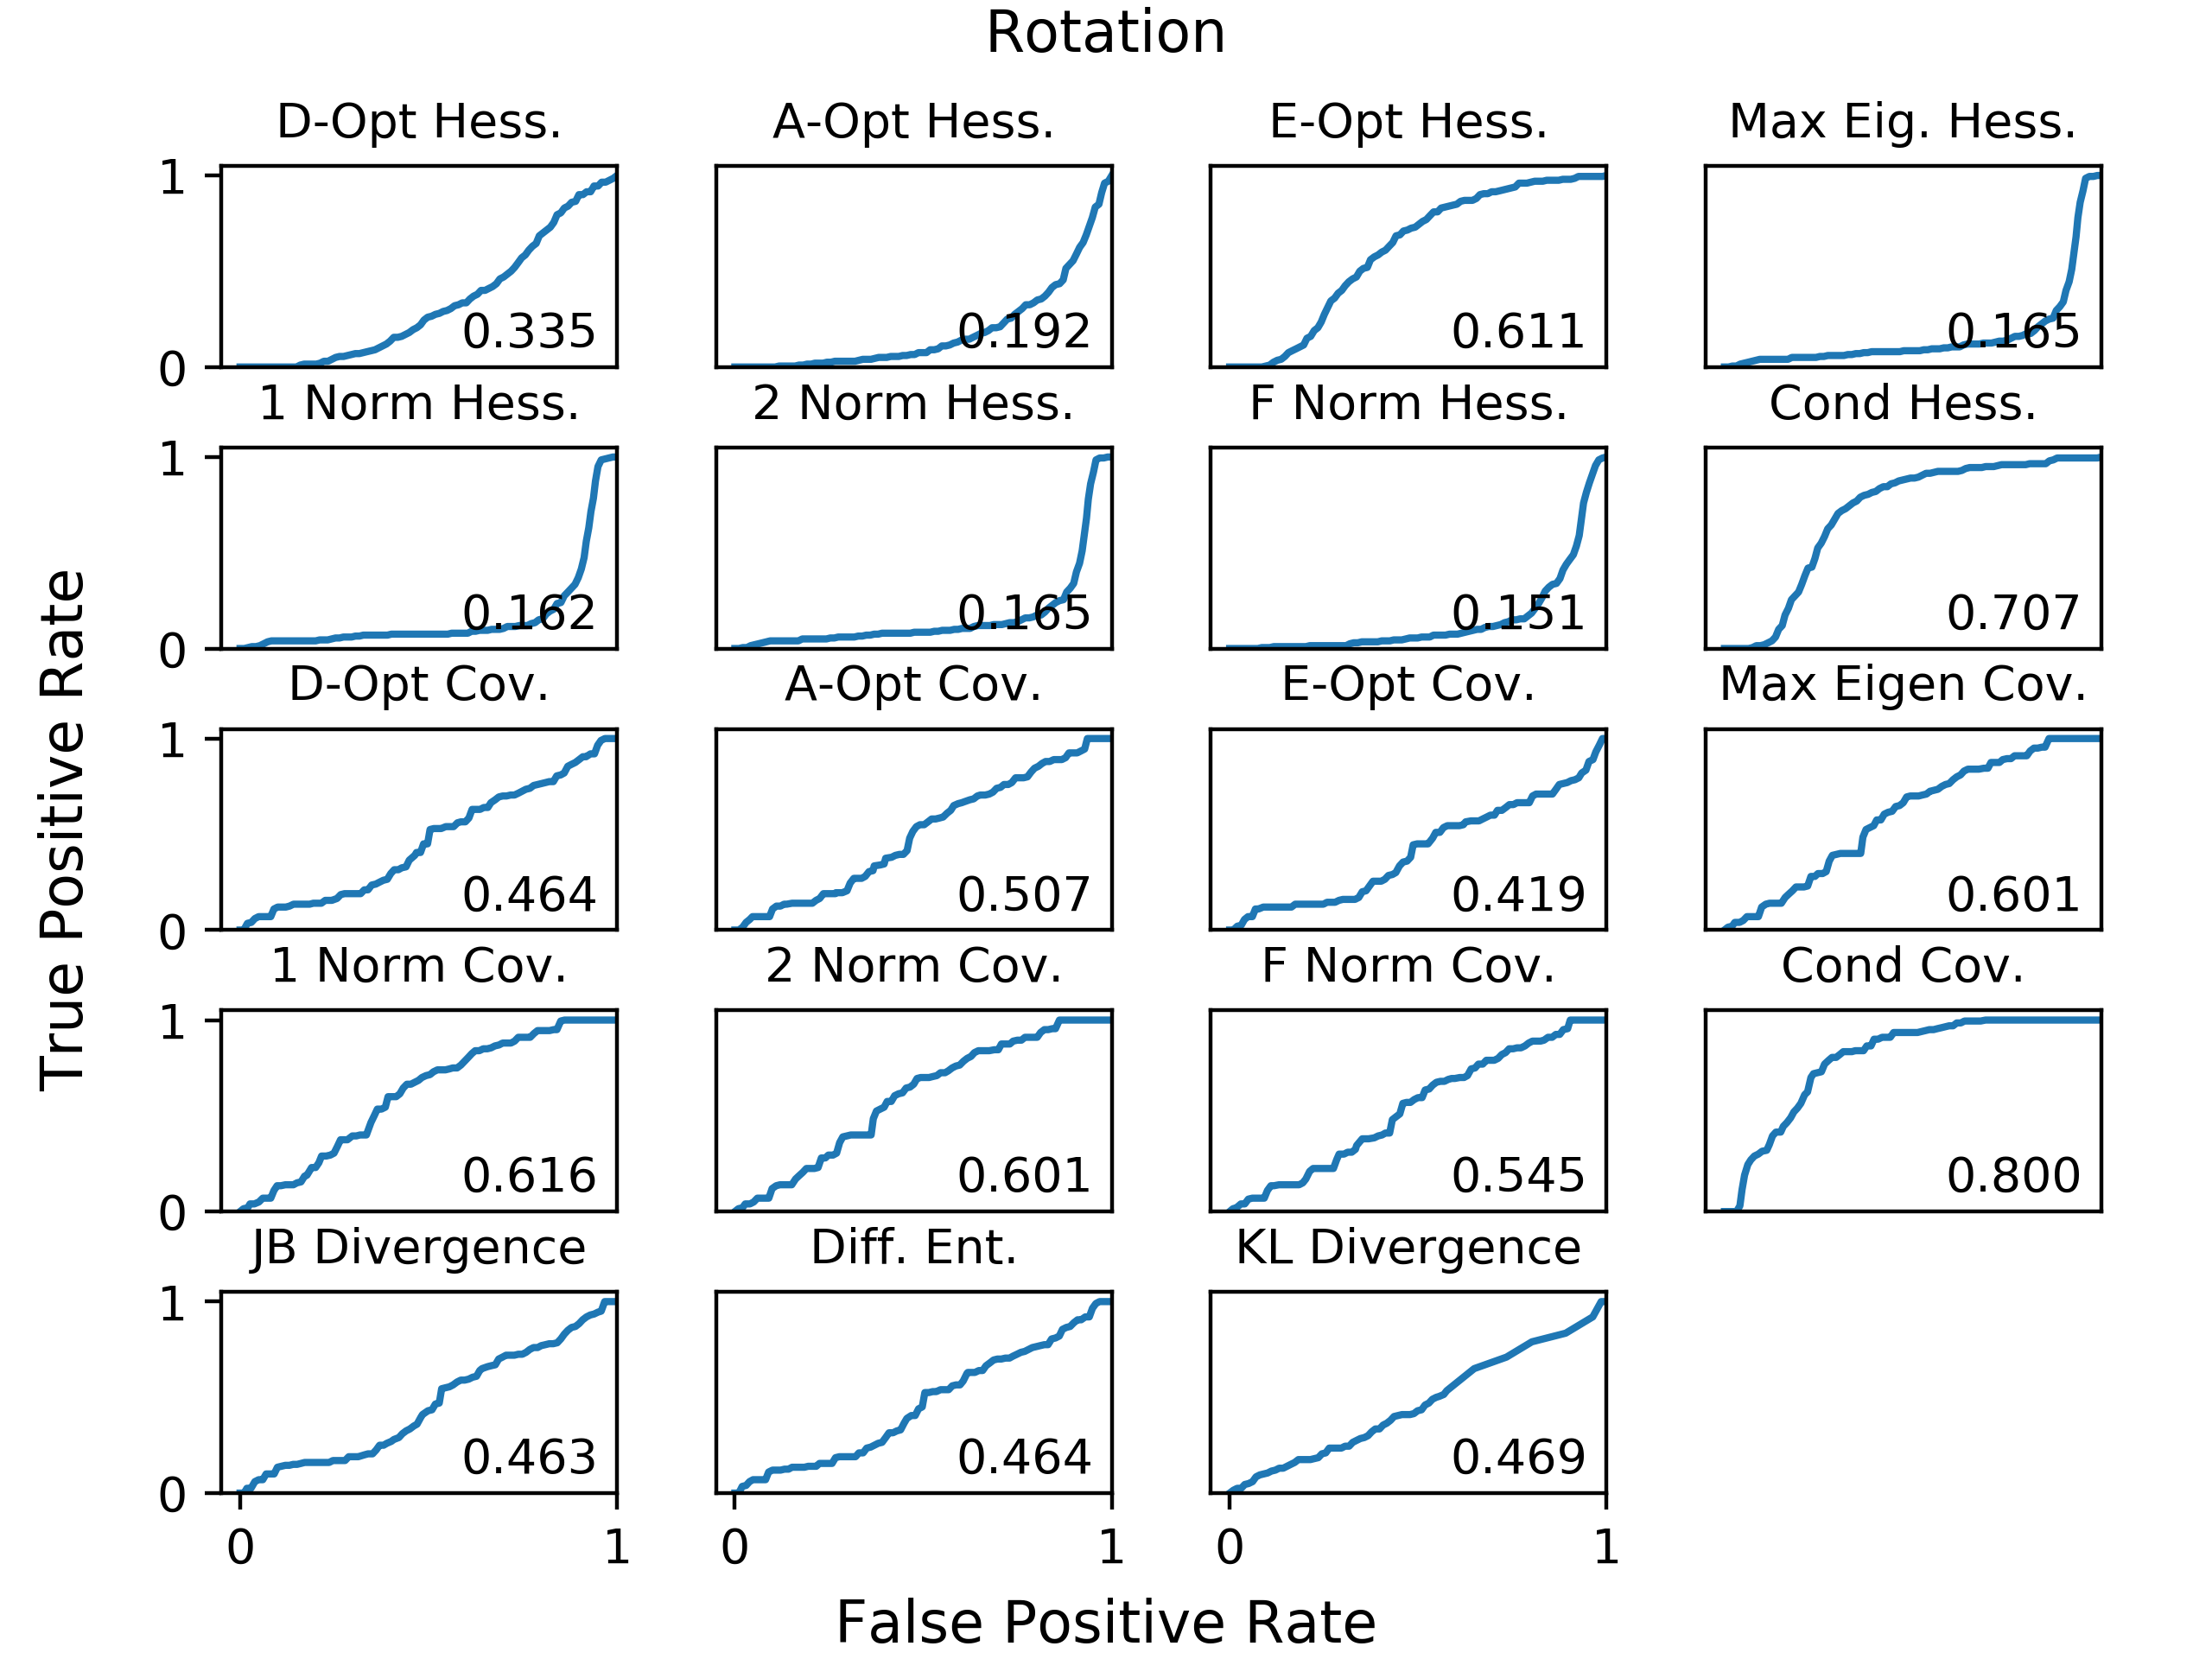 Rotation
D-Opt Hess. A-Opt Hess. E-Opt Hess. Max Eig. Hess.
1
0.335 0.192 0.611 0.165
0
1 Norm Hess. 2 Norm Hess. F Norm Hess. Cond Hess.
1
0.162 0.165 0.151 0.707
0
D-Opt Cov. A-Opt Cov. E-Opt Cov. Max Eigen Cov.
1
0.464 0.507 0.419 0.601
0
1 Norm Cov. 2 Norm Cov. F Norm Cov. Cond Cov.
1
0.616 0.601 0.545 0.800
0
JB Divergence Diff. Ent. KL Divergence
1
0.463 0.464 0.469
0
0 1 0 1 0 1
False Positive Rate
True Positive Rate